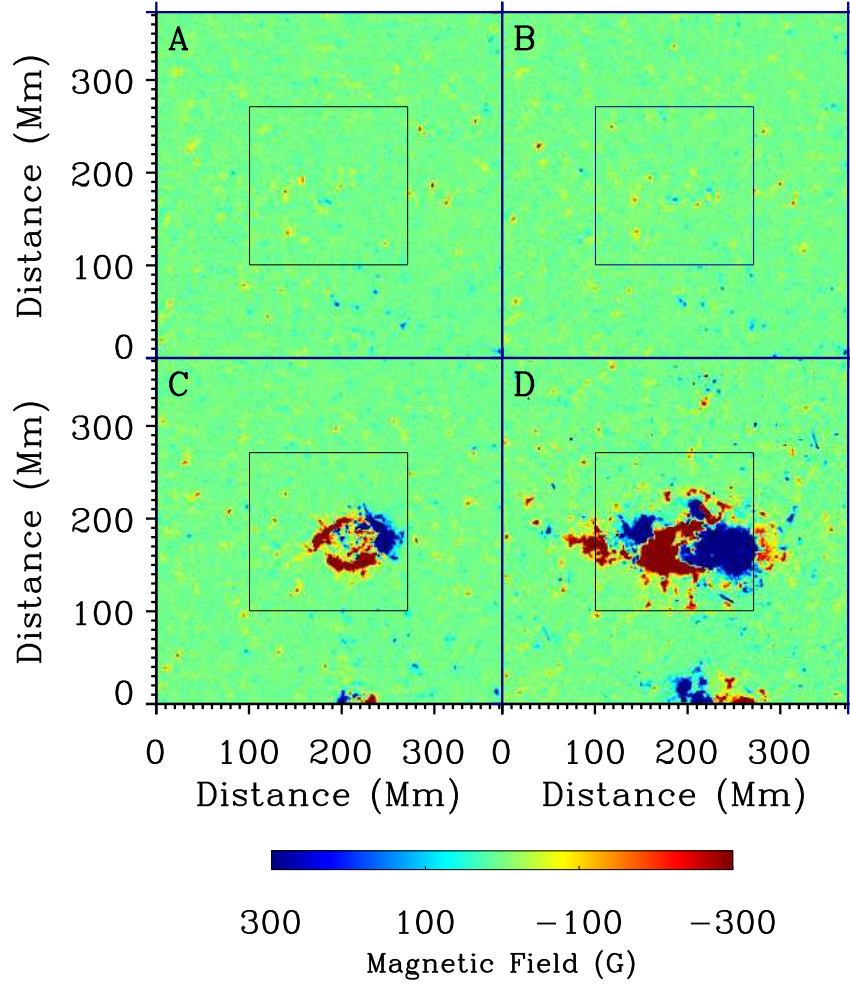 A
B
Distance (Mm)
300
200
100
0
C
D
Distance (Mm)
300
200
100
0
0 100 200 300 0 100 200 300
Distance (Mm) Distance (Mm)
300 100 −100 −300
Magnetic Field (G)